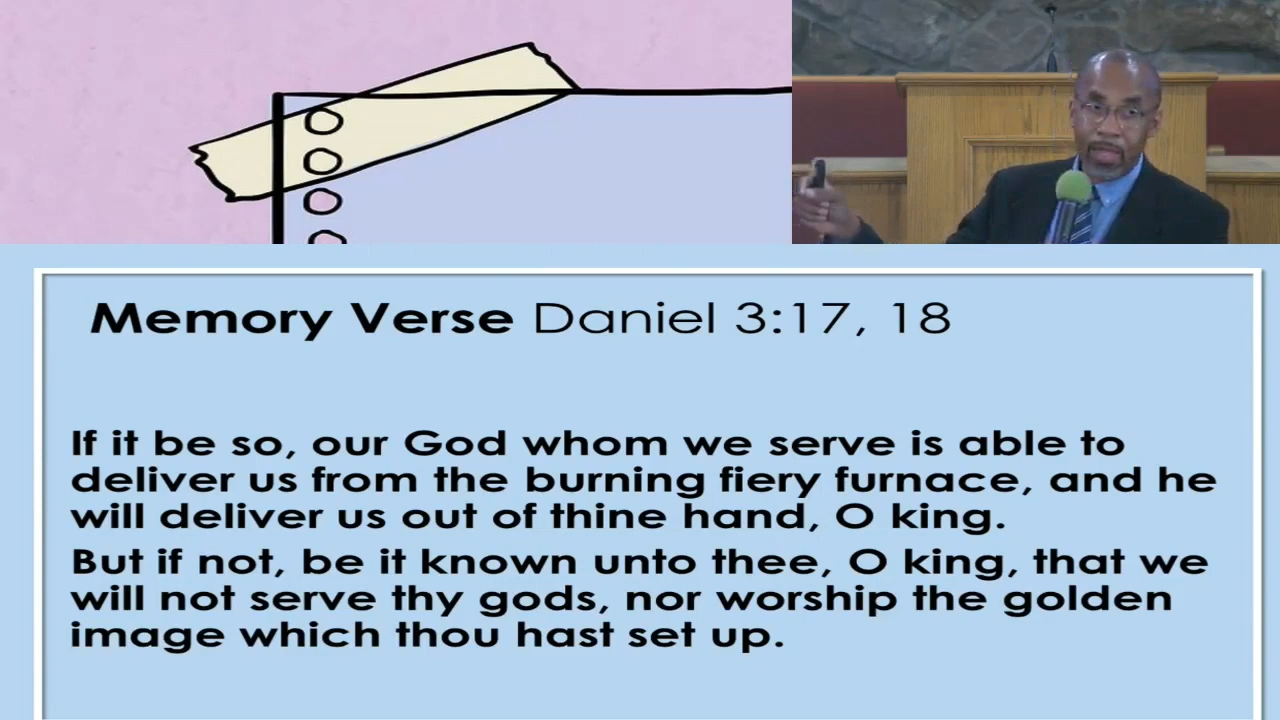 Memory Verse Daniel 3:17, 18
If it be so, our God whom we serve is able to
deliver us from the burning fiery furnace, and he
will deliver us out of thine hand, O king.
But if not, be it known unto thee, O king, that we
will not serve thy gods, nor worship the golden
image which thou hast set up.